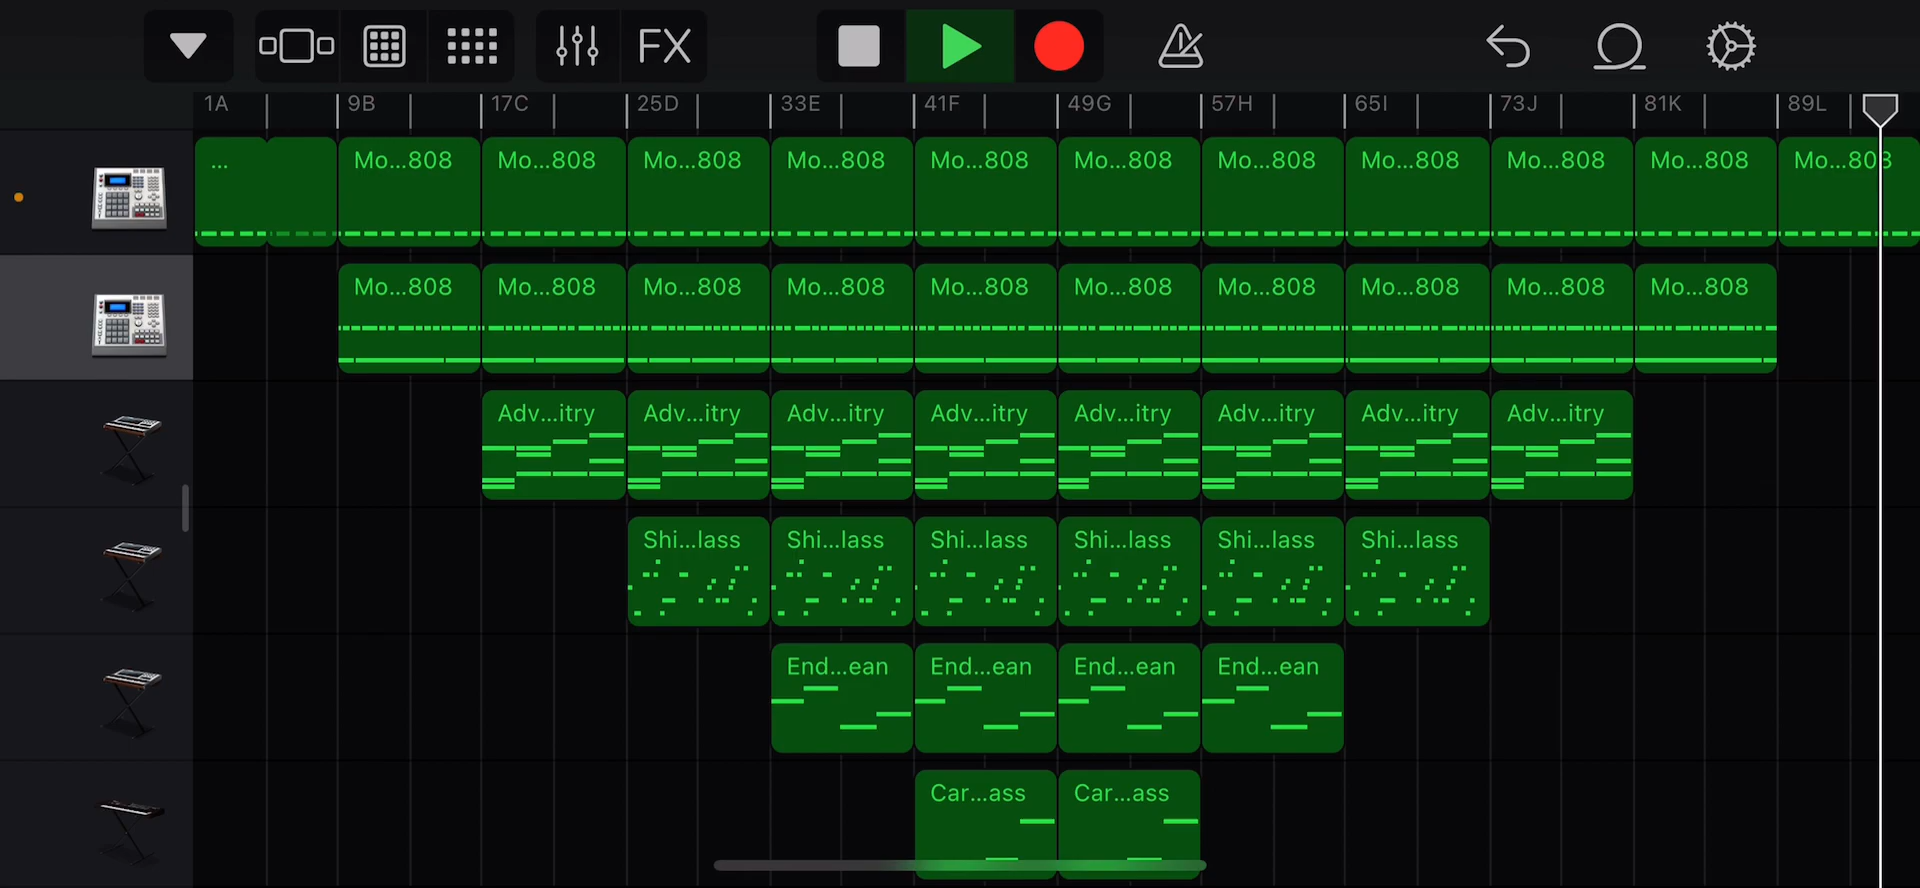 FX
1A 9B 17C 25D 33E 41F 49G 57H 65I 73J 81K 89L
... Mo...808 Mo...808 Mo...808 Mo...808 Mo...808 Mo...808 Mo...808 Mo...808 Mo...808 Mo...808 Mo...808
Mo...808 Mo...808 Mo...808 Mo...808 Mo...808 Mo...808 Mo...808 Mo...808 Mo...808 Mo...808
Adv...itry Adv...itry Adv...itry Adv...itry Adv...itry Adv...itry Adv...itry Adv...itry
Shi...lass Shi...lass Shi...lass Shi...lass Shi...lass Shi...lass
End...ean End...ean End...ean End...ean
Car...ass Car...ass